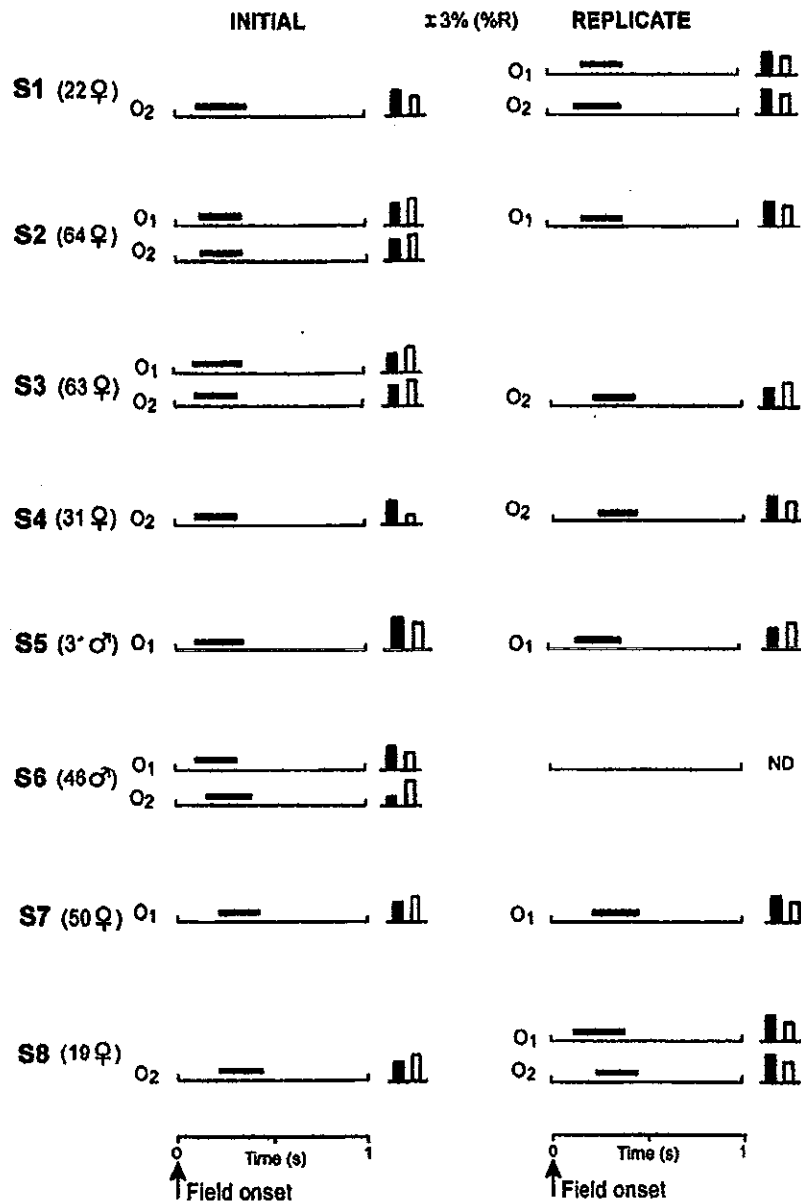 INITIAL ɪ3% (%R) REPLICATE
O1
S1 (22♀) O2 O2
O1 O1
S2 (64♀) O2
O1
S3 (63♀) O2 O2
S4 (31♀) O2 O2
S5 (3* ♂) O1 O1
S6 (46♂) O1 ND
O2
S7 (50♀) O1 O1
O1
S8 (19♀) O2 O2
0 Time (s) 1 0 Time (s) 1
Field onset Field onset